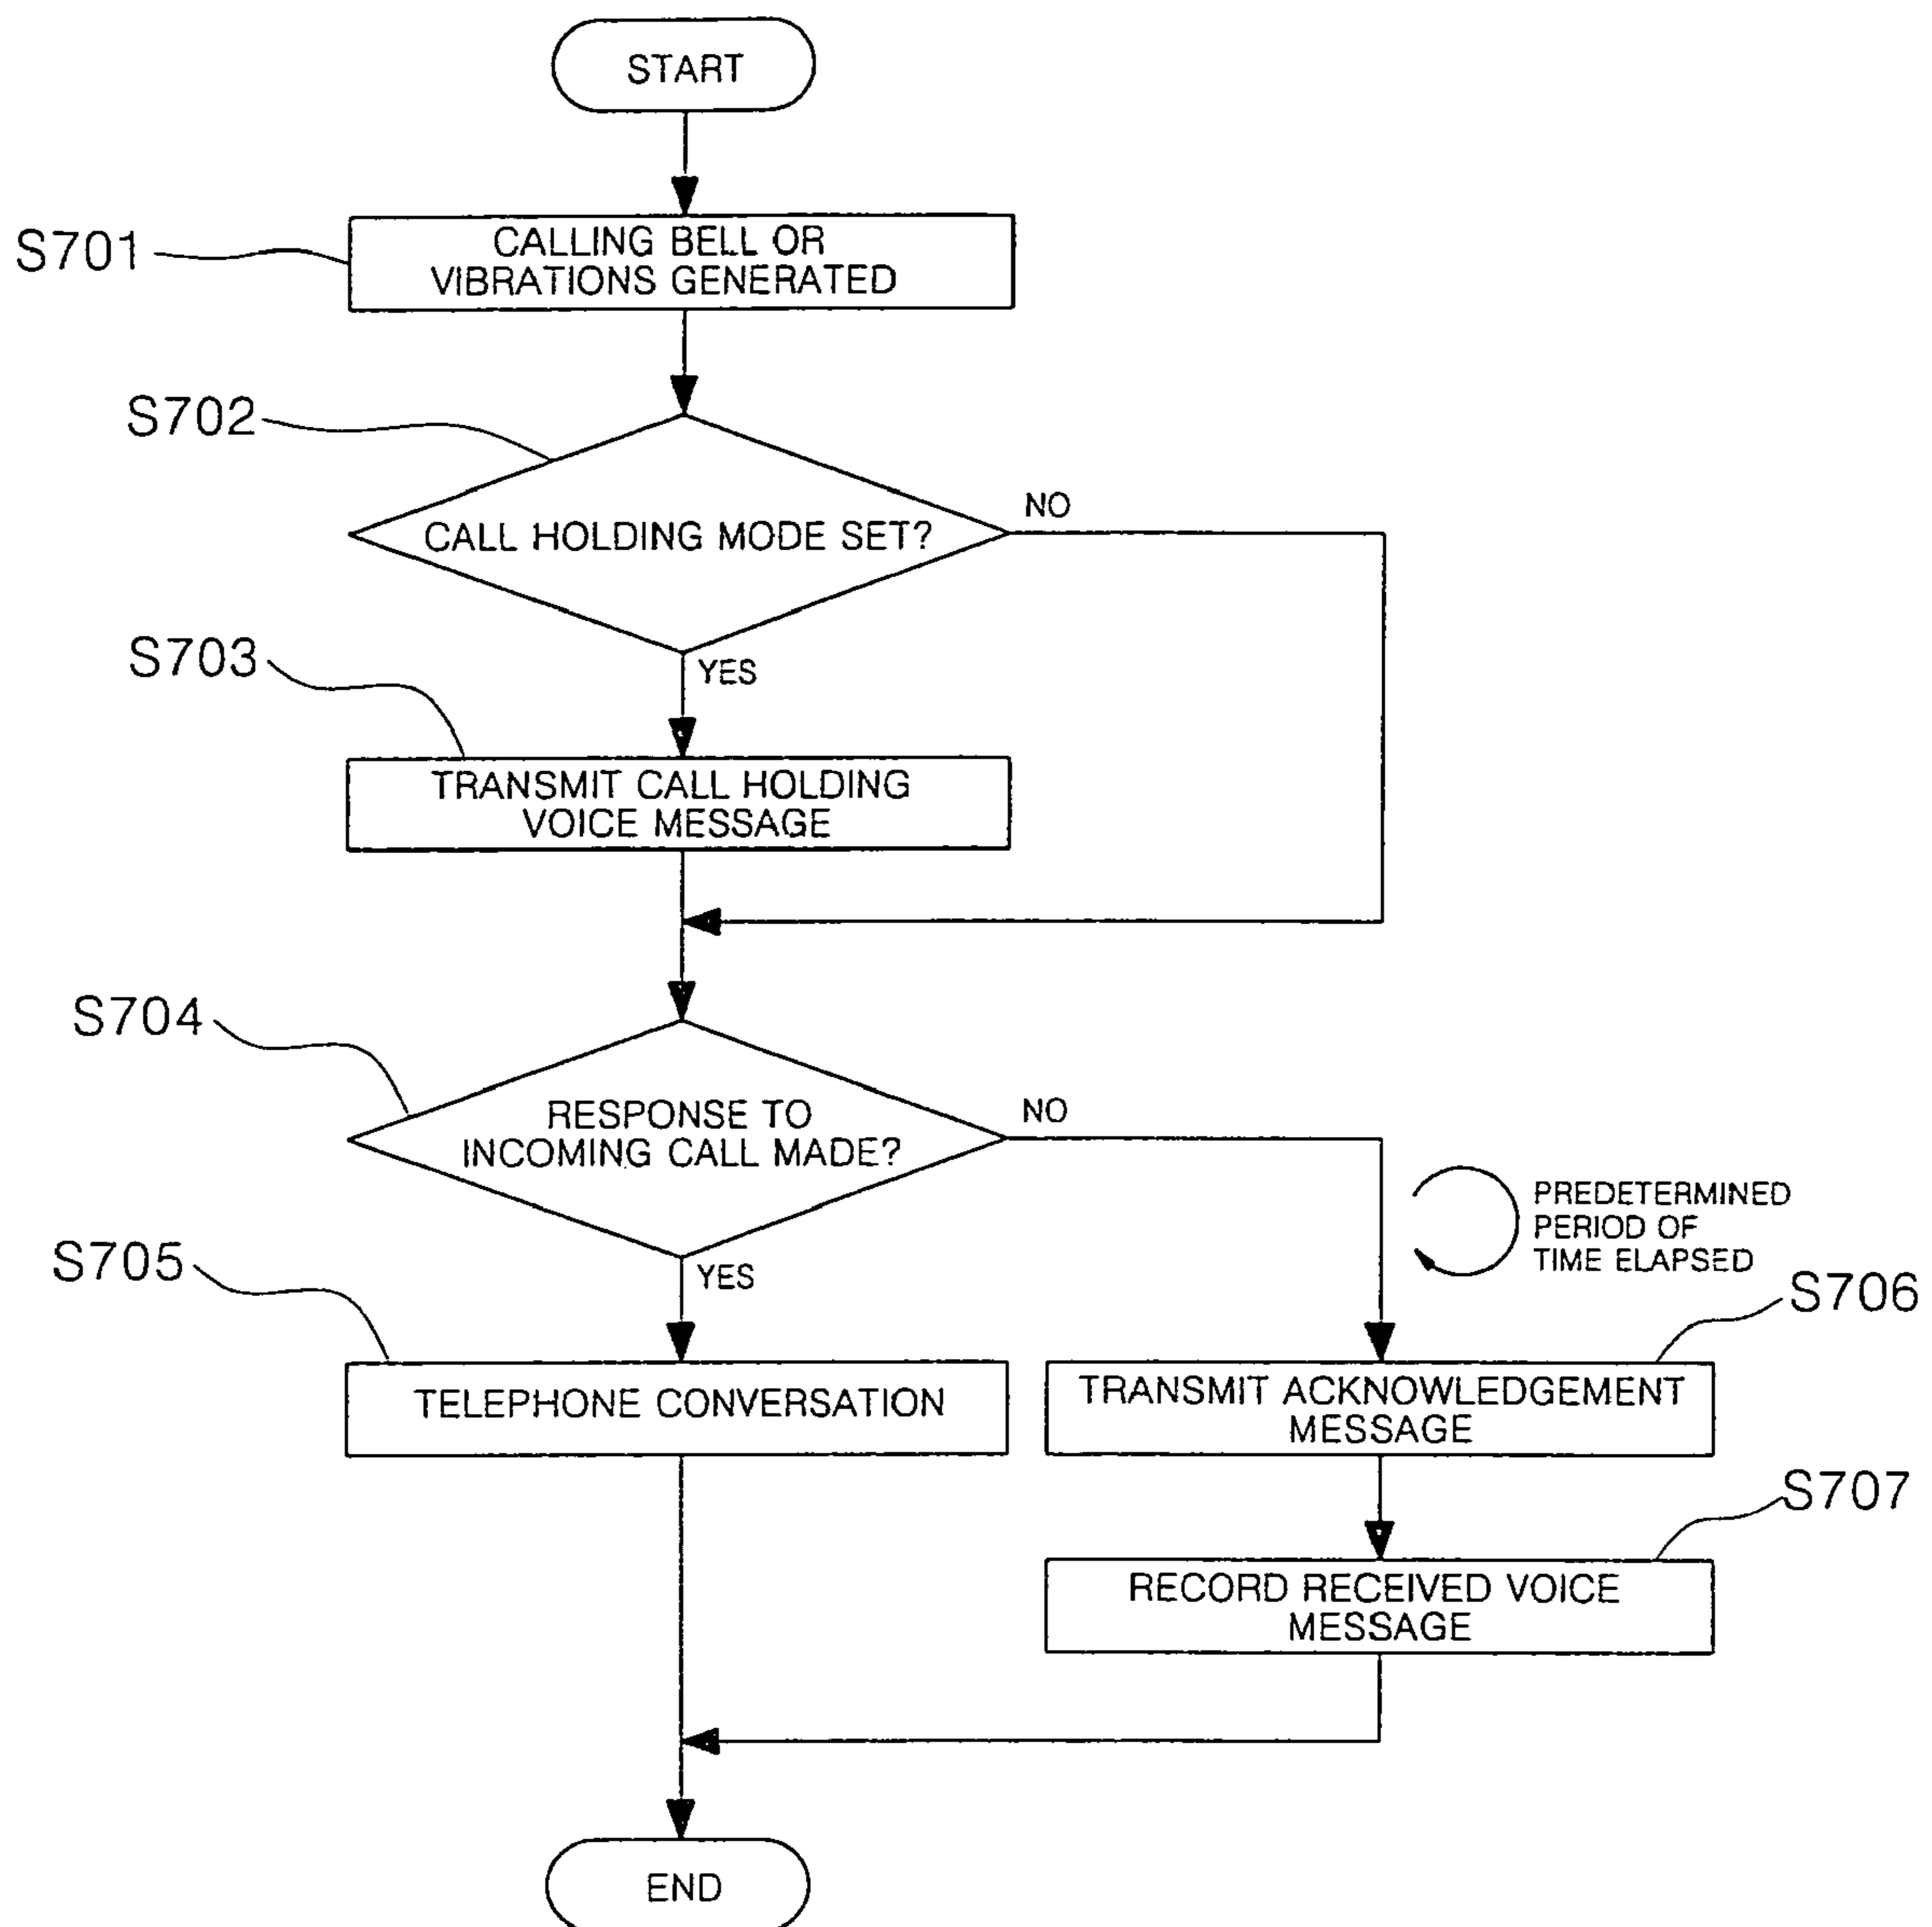 START
S701
CALLING BELL OR
VIBRATIONS GENERATED
S702
NO
CALL HOLDING MODE SET?
S703
YES
TRANSMIT CALL HOLDING
VOICE MESSAGE
S704
NO
RESPONSE TO
INCOMING CALL MADE?
PREDETERMINED
PERIOD OF
TIME ELAPSED
S705
YES
S706
TELEPHONE CONVERSATION
TRANSMIT ACKNOWLEDGEMENT
MESSAGE
S707
RECORD RECEIVED VOICE
MESSAGE
END